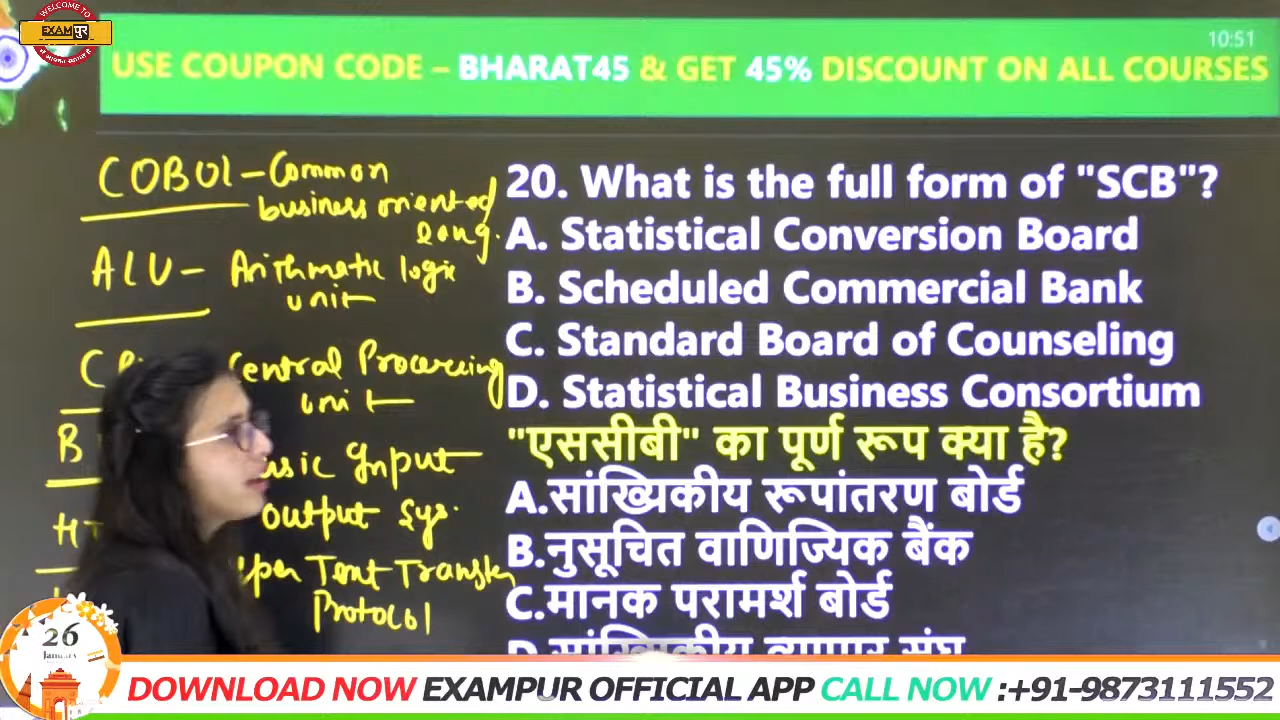 WELCOME TO
EXAMपुर
10:51
USE COUPON CODE – BHARAT45 & GET 45% DISCOUNT ON ALL COURSES
COBOL - Common
business oriented
lang.
ALU - Arithmatic logic
unit
Central Processing
unit
B
Input
output sys.
Text Transfer
Protocol
20. What is the full form of "SCB"?
A. Statistical Conversion Board
B. Scheduled Commercial Bank
C. Standard Board of Counseling
D. Statistical Business Consortium
"एससीबी" का पूर्ण रूप क्या है?
A.सांख्यिकीय रूपांतरण बोर्ड
B.नुसूचित वाणिज्यिक बैंक
C.मानक परामर्श बोर्ड
D.सांख्यिकीय व्यापार संघ
26
January
DOWNLOAD NOW EXAMPUR OFFICIAL APP CALL NOW :+91-9873111552